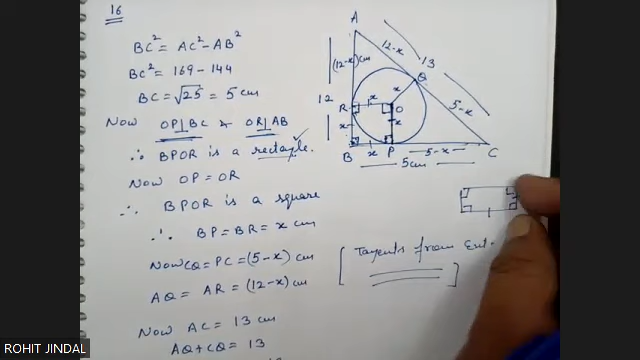 16
BC² = AC² - AB²
BC² = 169 - 144
BC = √25 = 5 cm
Now OP⊥BC & OR⊥AB
∴ BPOR is a rectangle.
Now OP = OR
∴ BPOR is a square
∴ BP = BR = x cm
Now CQ = PC = (5-x) cm
AQ = AR = (12-x) cm
Now AC = 13 cm
AQ + CQ = 13
A
12-x
13
(12-x) cm
x
Q
12
R
x
O
5-x
x
x
B
x
P
5-x
C
5cm
[Tangents from Ext.
]
ROHIT JINDAL